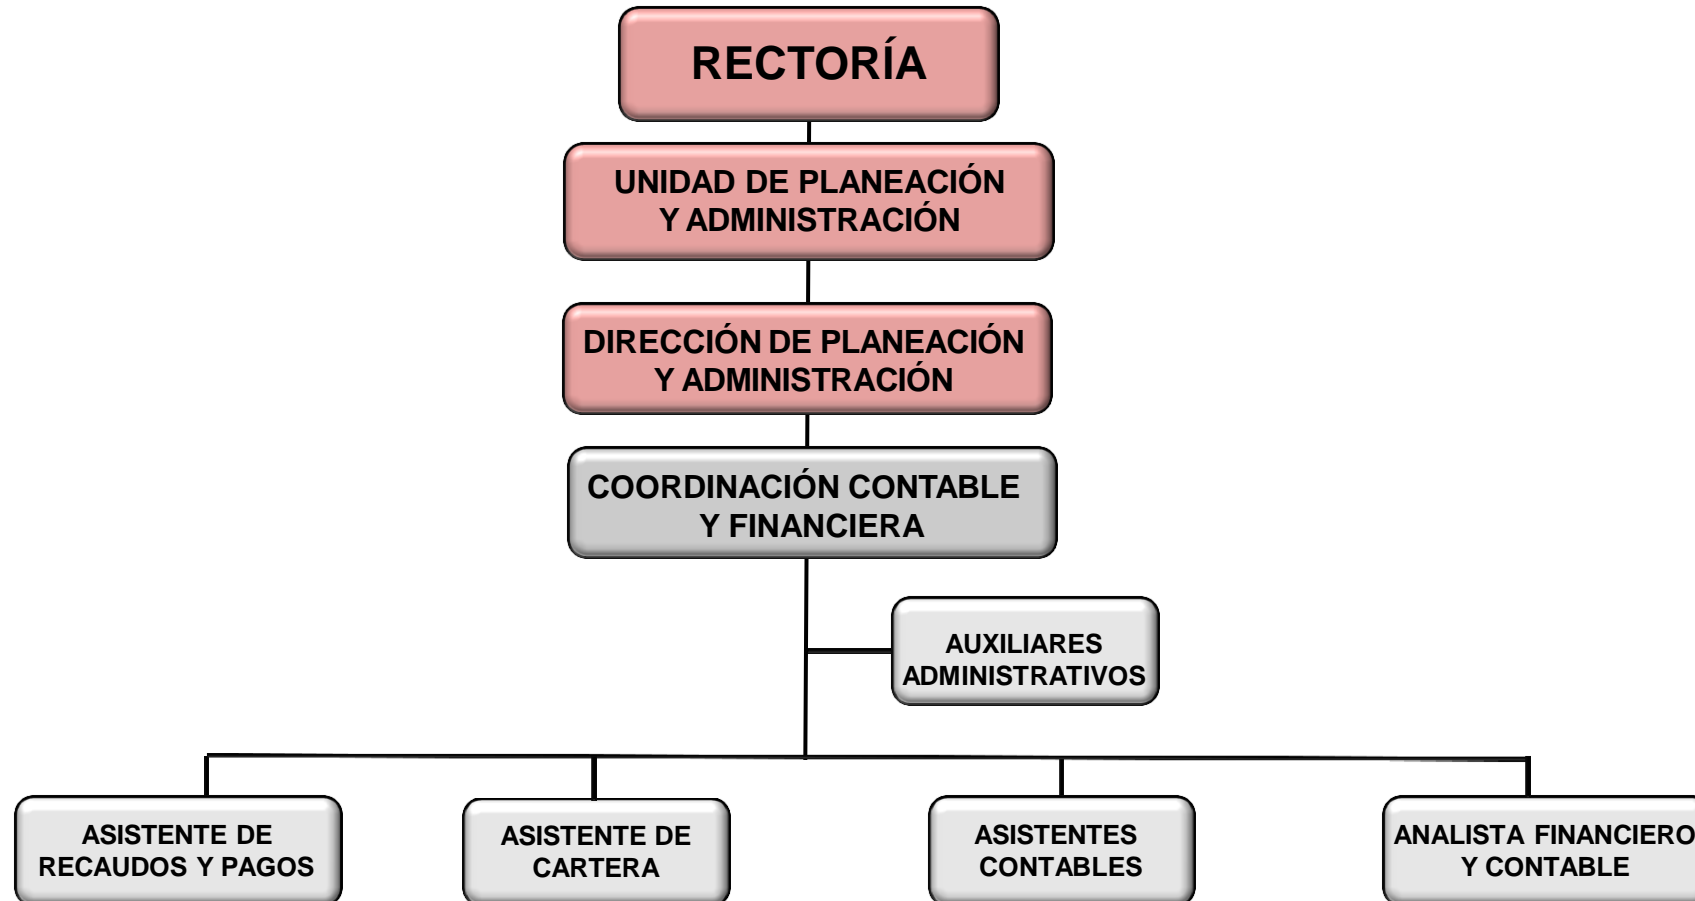 RECTORÍA
UNIDAD DE PLANEACIÓN
Y ADMINISTRACIÓN
DIRECCIÓN DE PLANEACIÓN
Y ADMINISTRACIÓN
COORDINACIÓN CONTABLE
Y FINANCIERA
AUXILIARES
ADMINISTRATIVOS
ASISTENTE DE
RECAUDOS Y PAGOS
ASISTENTE DE
CARTERA
ASISTENTES
CONTABLES
ANALISTA FINANCIERO
Y CONTABLE